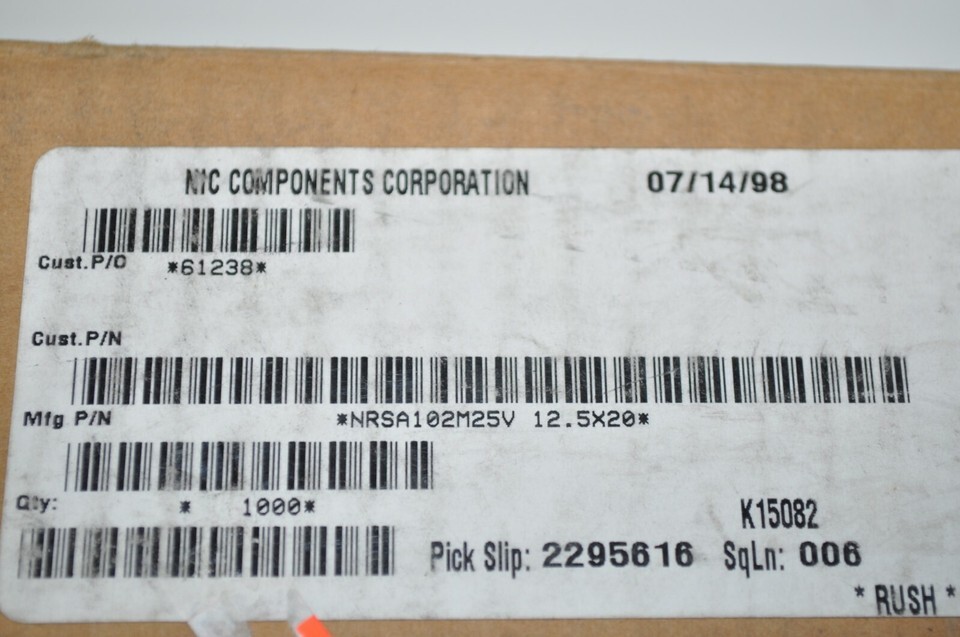 NIC COMPONENTS CORPORATION 07/14/98
Cust.P/O *61238*
Cust.P/N
Mfg P/N *NRSA102M25V 12.5X20*
Qty: * 1000*
K15082
Pick Slip: 2295616 SqLn: 006
* RUSH *